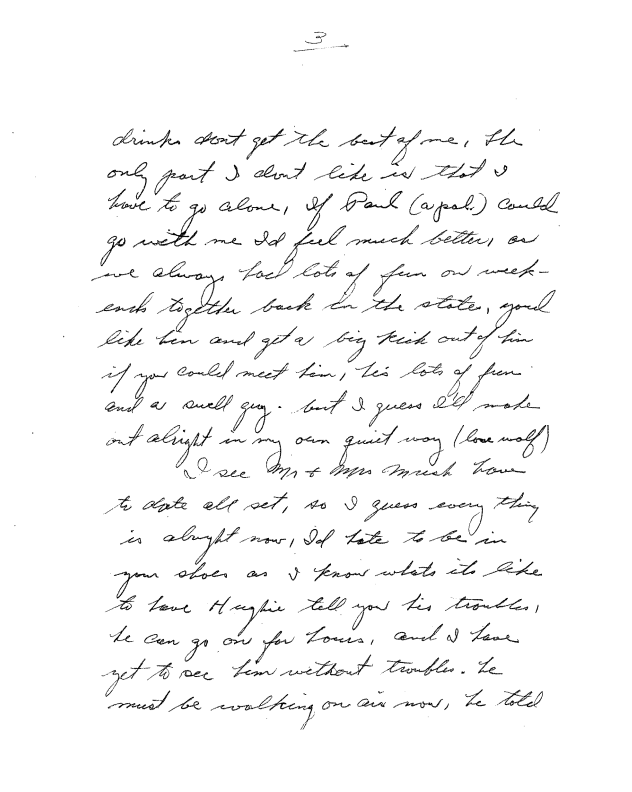 3
drinks dont get the best of me, The
only part I dont like is that I
have to go alone, If Paul (a pal.) could
go with me Id feel much better, as
we always had lots of fun on week-
ends together back in the states, youd
like him and get a big kick out of him
if you could meet him, his lots of fun
and a swell guy. but I guess I'll make
out alright in my own quiet way (lone wolf)
I see Mr + Mrs Mush have
to date all set, so I guess every thing
is alright now, Id hate to be in
your shoes as I know whats its like
to have Hughie tell you his troubles,
he can go on for hours, and I have
yet to see him without troubles. he
must be walking on air now, he told